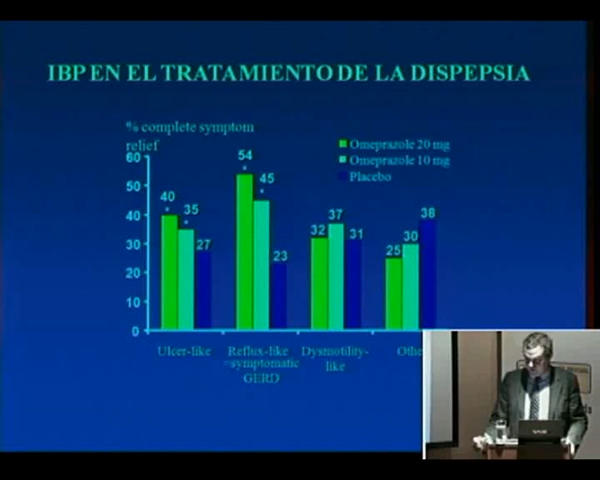 IBP EN EL TRATAMIENTO DE LA DISPEPSIA
% complete symptom
relief
Omeprazole 20 mg
Omeprazole 10 mg
Placebo
60
50
40
30
20
10
0
40
*
35
*
27
54
*
45
*
23
32
37
31
25
30
38
Ulcer-like
Reflux-like
=symptomatic
GERD
Dysmotility-
like
Othe